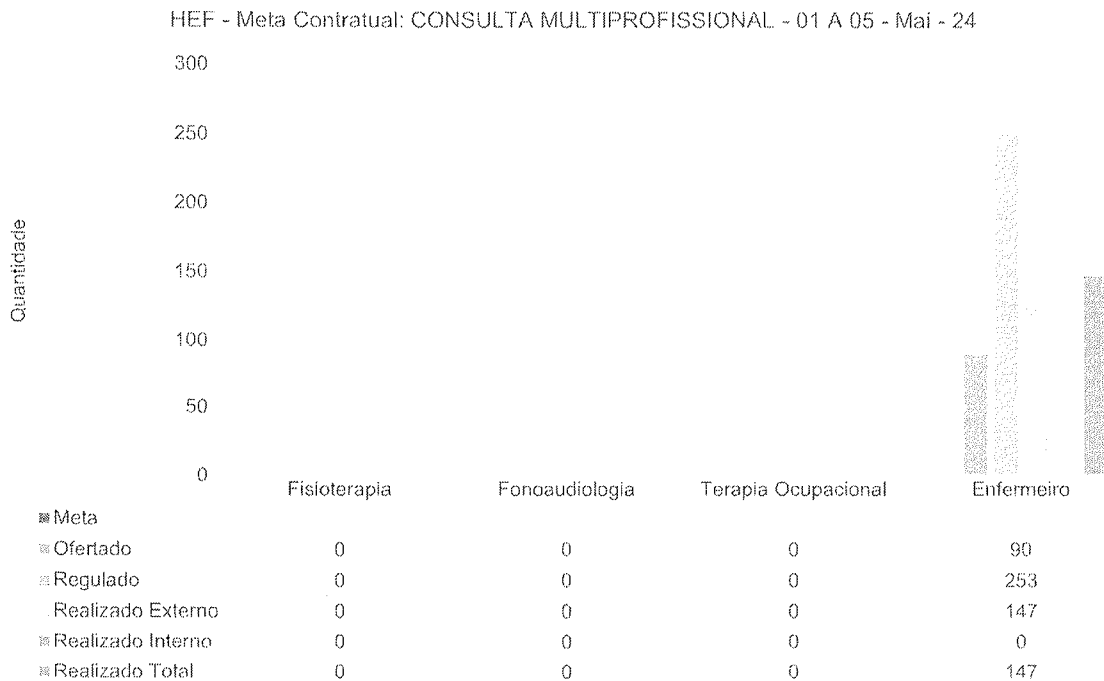 HEF - Meta Contratual: CONSULTA MULTIPROFISSIONAL - 01 A 05 - Mai - 24
300
250
200
150
100
50
0
Quantidade
Fisioterapia Fonoaudiologia Terapia Ocupacional Enfermeiro
Meta
Ofertado 0 0 0 90
Regulado 0 0 0 253
Realizado Externo 0 0 0 147
Realizado Interno 0 0 0 0
Realizado Total 0 0 0 147